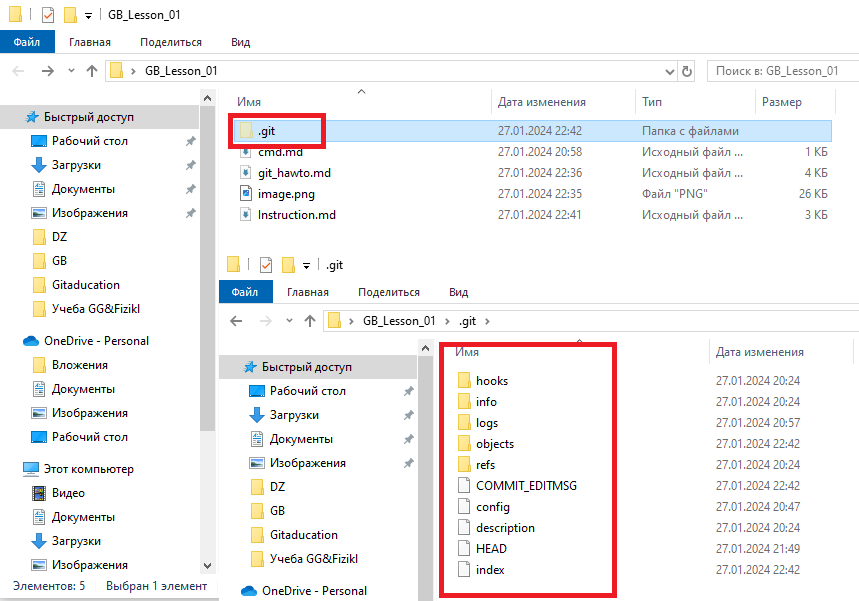 GB_Lesson_01
Файл Главная Поделиться Вид
GB_Lesson_01 Поиск в: GB_Lesson_01
Имя Дата изменения Тип Размер
.git 27.01.2024 22:42 Папка с файлами
cmd.md 27.01.2024 20:58 Исходный файл ... 1 КБ
git_hawto.md 27.01.2024 22:36 Исходный файл ... 4 КБ
image.png 27.01.2024 22:35 Файл "PNG" 26 КБ
Instruction.md 27.01.2024 22:41 Исходный файл ... 3 КБ
Быстрый доступ
Рабочий стол
Загрузки
Документы
Изображения
DZ
GB
Gitaducation
Учеба GG&Fizikl
OneDrive - Personal
Вложения
Документы
Изображения
Рабочий стол
Этот компьютер
Видео
Документы
Загрузки
Изображения
Элементов: 5 Выбран 1 элемент
.git
Файл Главная Поделиться Вид
GB_Lesson_01 .git
Быстрый доступ
Рабочий стол
Загрузки
Документы
Изображения
DZ
GB
Gitaducation
Учеба GG&Fizikl
OneDrive - Personal
Имя Дата изменения
hooks 27.01.2024 20:24
info 27.01.2024 20:24
logs 27.01.2024 20:57
objects 27.01.2024 22:42
refs 27.01.2024 20:24
COMMIT_EDITMSG 27.01.2024 22:42
config 27.01.2024 20:47
description 27.01.2024 20:24
HEAD 27.01.2024 21:49
index 27.01.2024 22:42